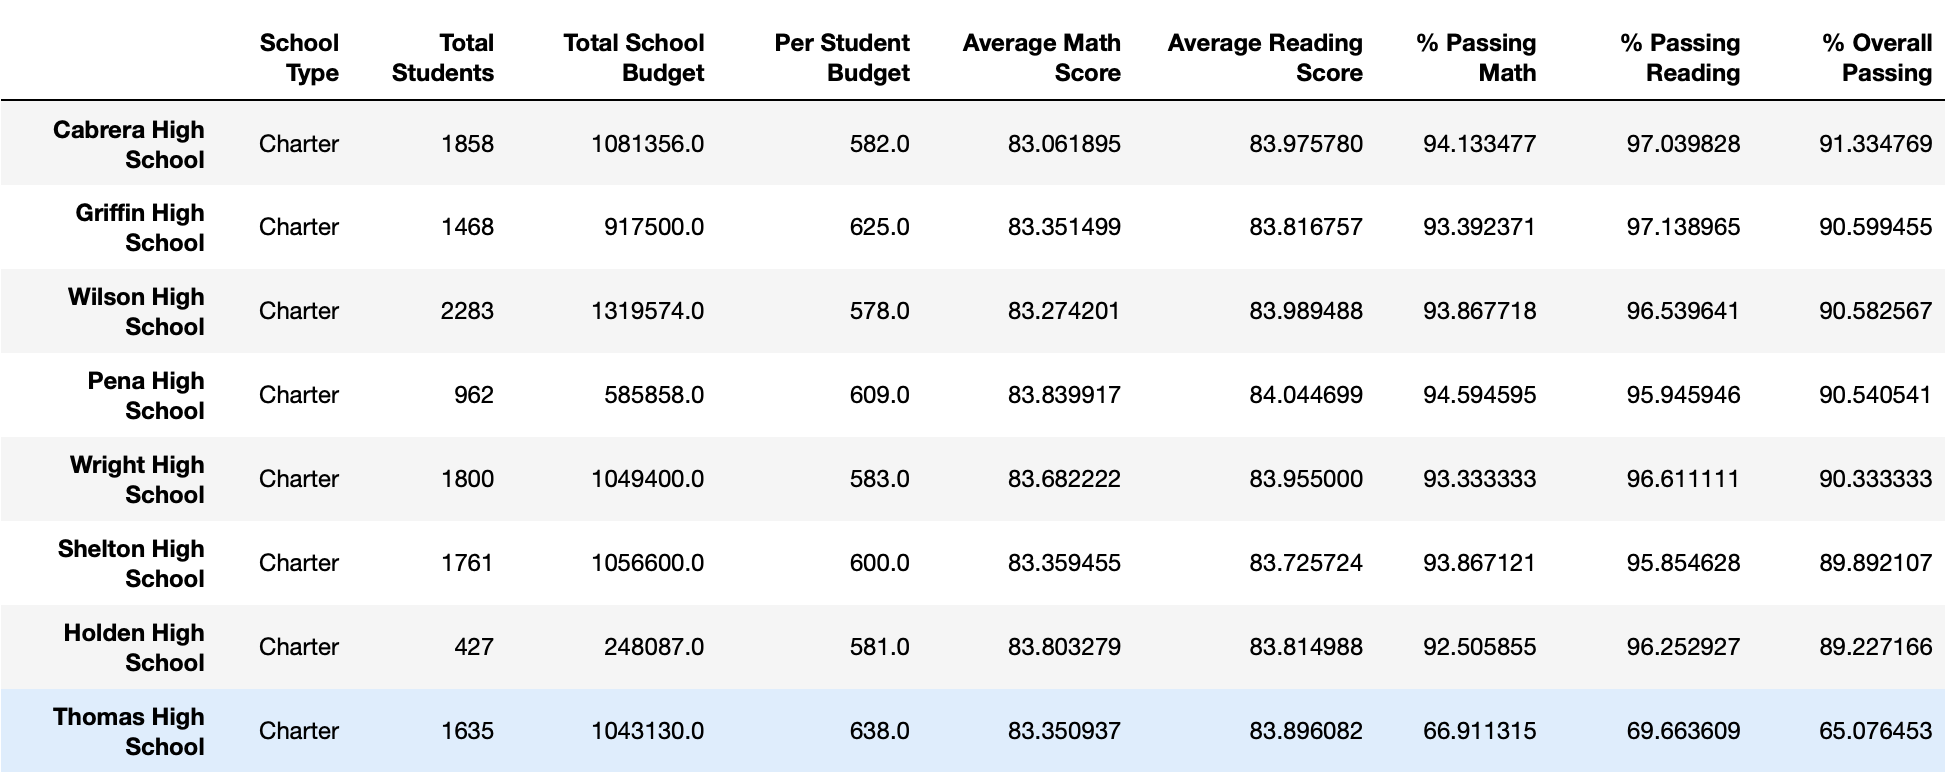 School Type Total Students Total School Budget Per Student Budget Average Math Score Average Reading Score % Passing Math % Passing Reading % Overall Passing
Cabrera High School Charter 1858 1081356.0 582.0 83.061895 83.975780 94.133477 97.039828 91.334769
Griffin High School Charter 1468 917500.0 625.0 83.351499 83.816757 93.392371 97.138965 90.599455
Wilson High School Charter 2283 1319574.0 578.0 83.274201 83.989488 93.867718 96.539641 90.582567
Pena High School Charter 962 585858.0 609.0 83.839917 84.044699 94.594595 95.945946 90.540541
Wright High School Charter 1800 1049400.0 583.0 83.682222 83.955000 93.333333 96.611111 90.333333
Shelton High School Charter 1761 1056600.0 600.0 83.359455 83.725724 93.867121 95.854628 89.892107
Holden High School Charter 427 248087.0 581.0 83.803279 83.814988 92.505855 96.252927 89.227166
Thomas High School Charter 1635 1043130.0 638.0 83.350937 83.896082 66.911315 69.663609 65.076453